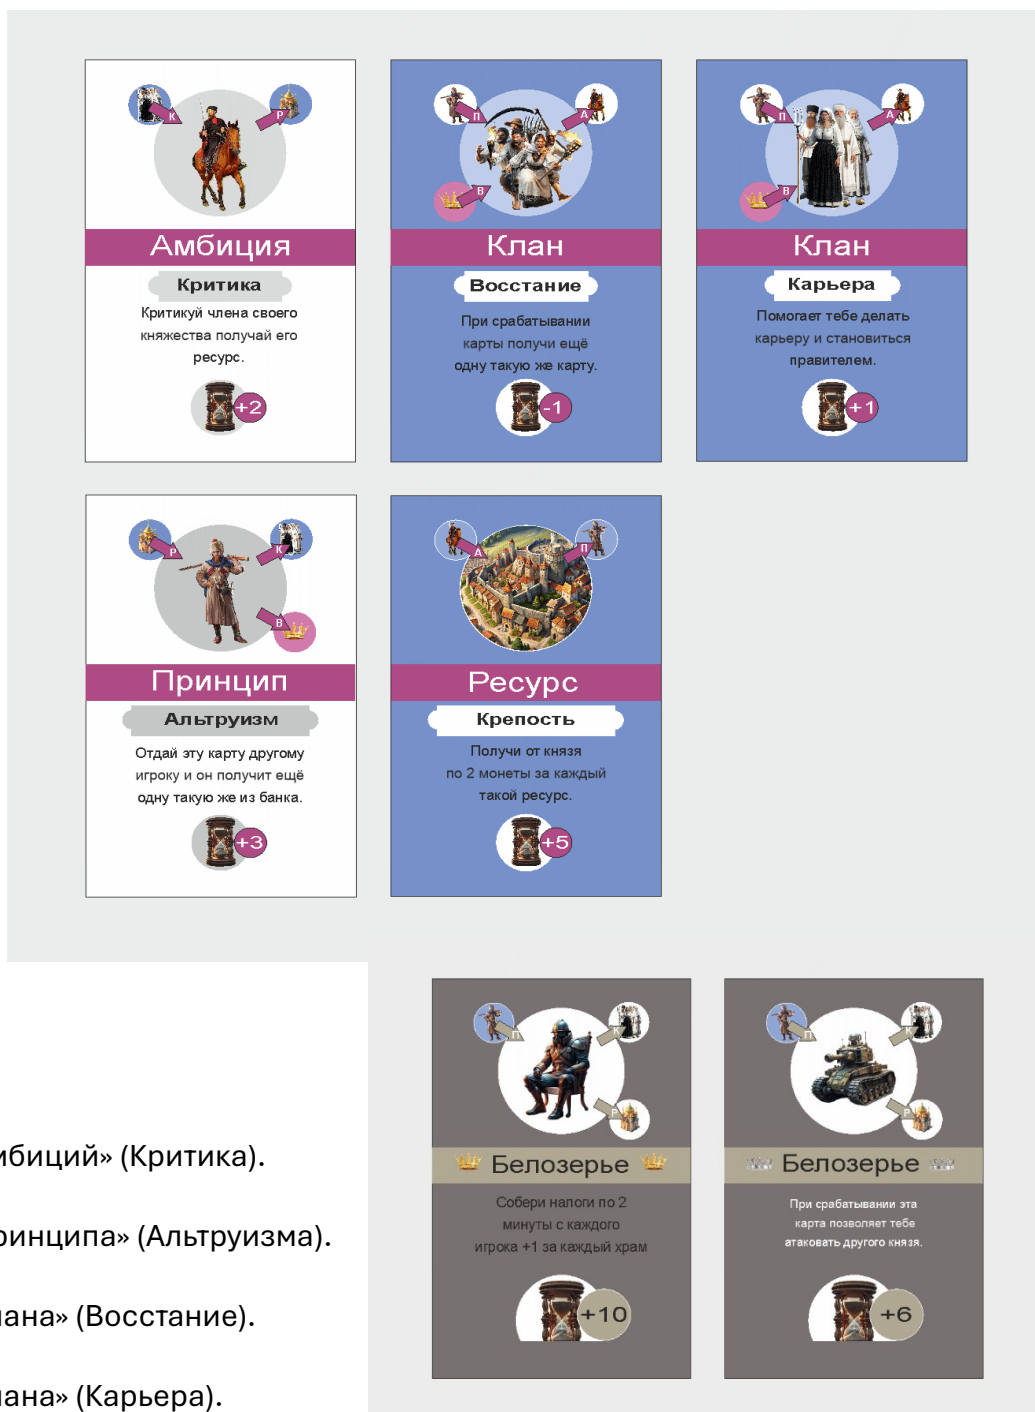 К
Р
Амбиция
Критика
Критикуй члена своего
княжества получай его
ресурс.
+2
П
А
В
Клан
Восстание
При срабатывании
карты получи ещё
одну такую же карту.
-1
П
А
В
Клан
Карьера
Помогает тебе делать
карьеру и становиться
правителем.
+1
Р
К
В
Принцип
Альтруизм
Отдай эту карту другому
игроку и он получит ещё
одну такую же из банка.
+3
А
П
Ресурс
Крепость
Получи от князя
по 2 монеты за каждый
такой ресурс.
+5
мбиций» (Критика).
ринципа» (Альтруизма).
лана» (Восстание).
лана» (Карьера).
П
К
Р
Белозерье
Собери налоги по 2
минуты с каждого
игрока +1 за каждый храм
+10
П
К
Р
Белозерье
При срабатывании эта
карта позволяет тебе
атаковать другого князя.
+6